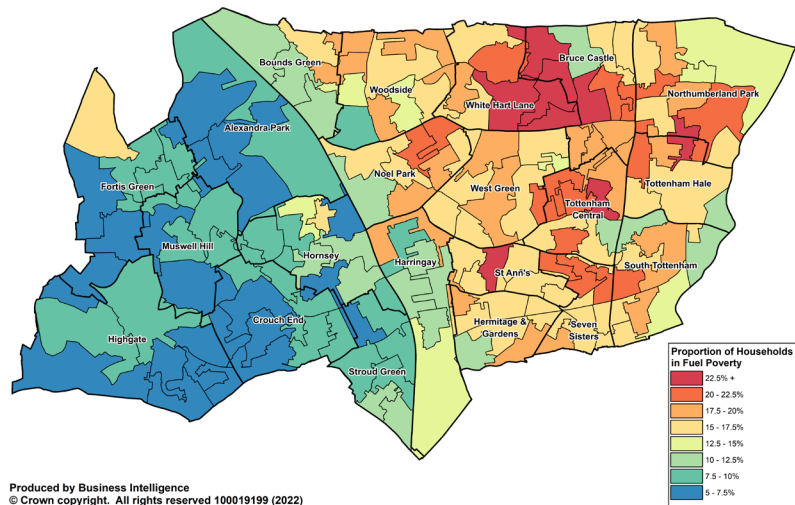 Bounds Green
Bruce Castle
Woodside
Northumberland Park
White Hart Lane
Alexandra Park
Noel Park
Fortis Green
West Green
Tottenham Hale
Tottenham
Central
Muswell Hill
Hornsey
Harringay
South Tottenham
St Ann's
Crouch End
Hermitage &
Gardens
Seven
Sisters
Highgate
Stroud Green
Proportion of Households
in Fuel Poverty
22.5% +
20 - 22.5%
17.5 - 20%
15 - 17.5%
12.5 - 15%
10 - 12.5%
7.5 - 10%
5 - 7.5%
Produced by Business Intelligence
© Crown copyright. All rights reserved 100019199 (2022)